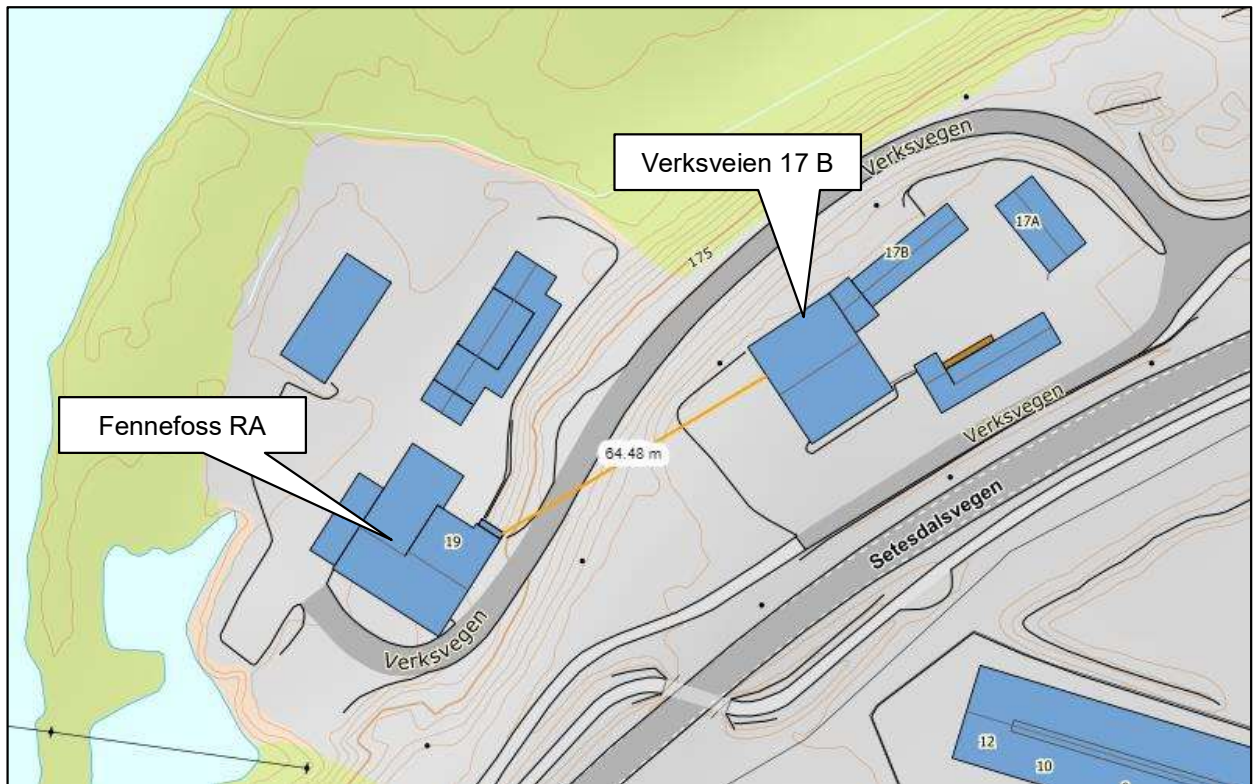 Verksvegen
Verksveien 17 B
17A
17B
175
Fennefoss RA
64.48 m
Verksvegen
19
Setesdalsvegen
Verksvegen
12
10